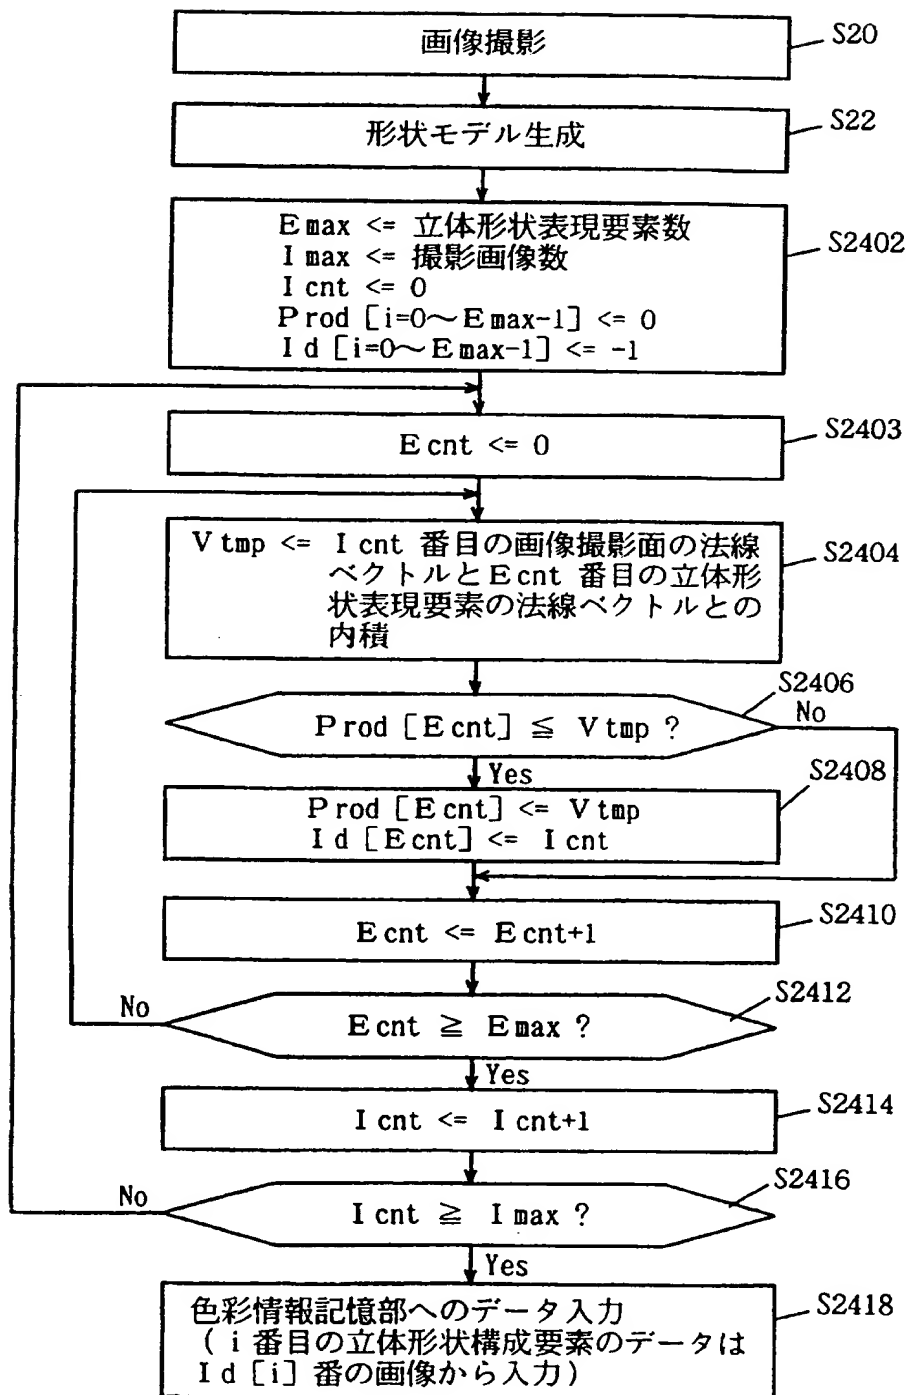 画像撮影
S20
形状モデル生成
S22
Emax <= 立体形状表現要素数
Imax <= 撮影画像数
Icnt <= 0
Prod [i=0〜Emax-1] <= 0
Id [i=0〜Emax-1] <= -1
S2402
Ecnt <= 0
S2403
Vtmp <= Icnt 番目の画像撮影面の法線
ベクトルとEcnt 番目の立体形
状表現要素の法線ベクトルとの
内積
S2404
Prod [Ecnt] ≦ Vtmp ?
S2406
No
Yes
Prod [Ecnt] <= Vtmp
Id [Ecnt] <= Icnt
S2408
Ecnt <= Ecnt+1
S2410
Ecnt ≧ Emax ?
S2412
No
Yes
Icnt <= Icnt+1
S2414
Icnt ≧ Imax ?
S2416
No
Yes
色彩情報記憶部へのデータ入力
（i 番目の立体形状構成要素のデータは
Id [i] 番の画像から入力）
S2418